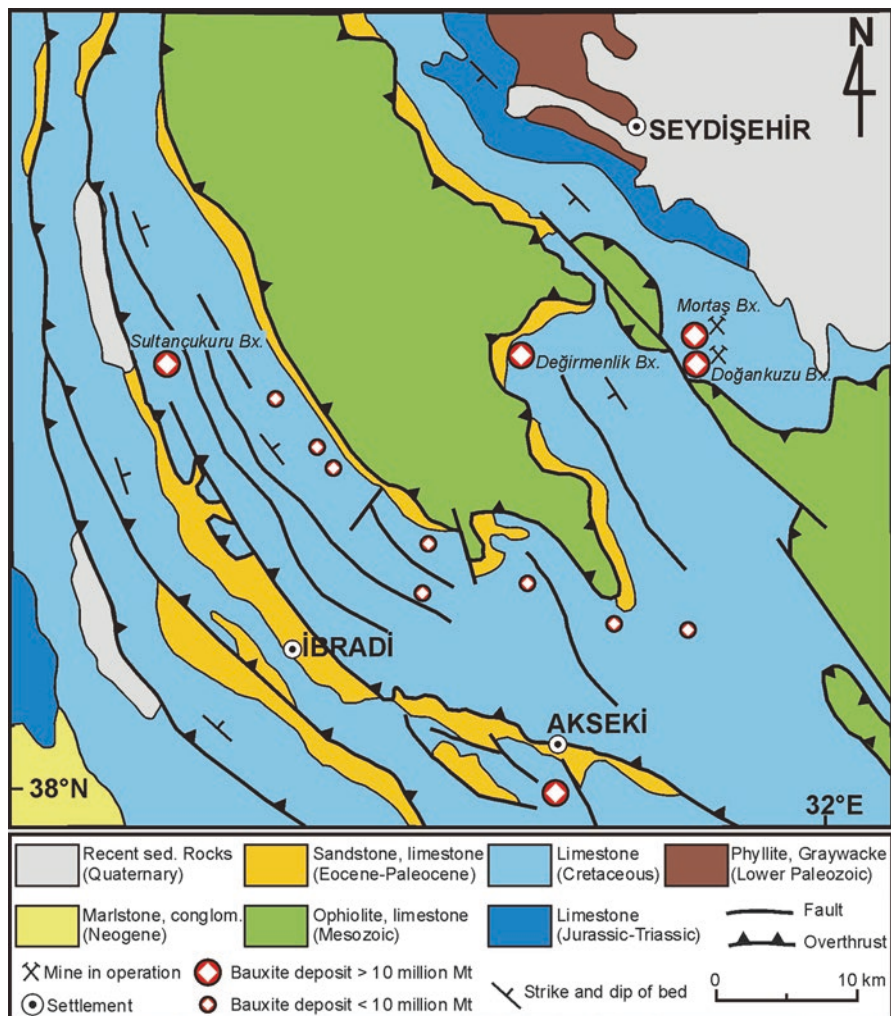 N
SEYDİŞEHİR
Mortaş Bx.
Sultançukuru Bx.
Değirmenlik Bx.
Doğankuzu Bx.
İBRADİ
AKSEKİ
38°N
32°E
Recent sed. Rocks
(Quaternary)
Sandstone, limestone
(Eocene-Paleocene)
Limestone
(Cretaceous)
Phyllite, Graywacke
(Lower Paleozoic)
Marlstone, conglom.
(Neogene)
Ophiolite, limestone
(Mesozoic)
Limestone
(Jurassic-Triassic)
Fault
Overthrust
Mine in operation
Bauxite deposit > 10 million Mt
Settlement
Bauxite deposit < 10 million Mt
Strike and dip of bed
0 10 km